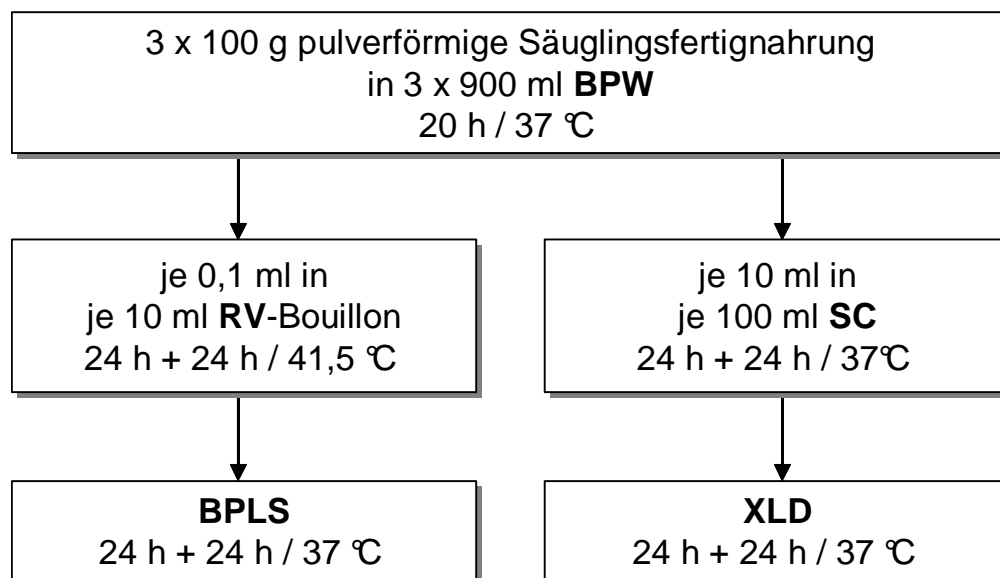 3 x 100 g pulverförmige Säuglingsfertignahrung
in 3 x 900 ml BPW
20 h / 37 °C
je 0,1 ml in
je 10 ml RV-Bouillon
24 h + 24 h / 41,5 °C
je 10 ml in
je 100 ml SC
24 h + 24 h / 37°C
BPLS
24 h + 24 h / 37 °C
XLD
24 h + 24 h / 37 °C